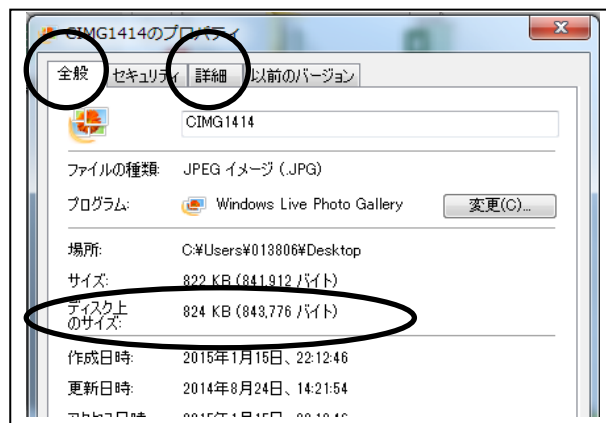 CIMG1414のプロパティ
全般 セキュリティ 詳細 以前のバージョン
CIMG1414
ファイルの種類: JPEG イメージ (.JPG)
プログラム: Windows Live Photo Gallery 変更(C)...
場所: C:¥Users¥013806¥Desktop
サイズ: 822 KB (841,912 バイト)
ディスク上
のサイズ: 824 KB (843,776 バイト)
作成日時: 2015年1月15日、22:12:46
更新日時: 2014年8月24日、14:21:54